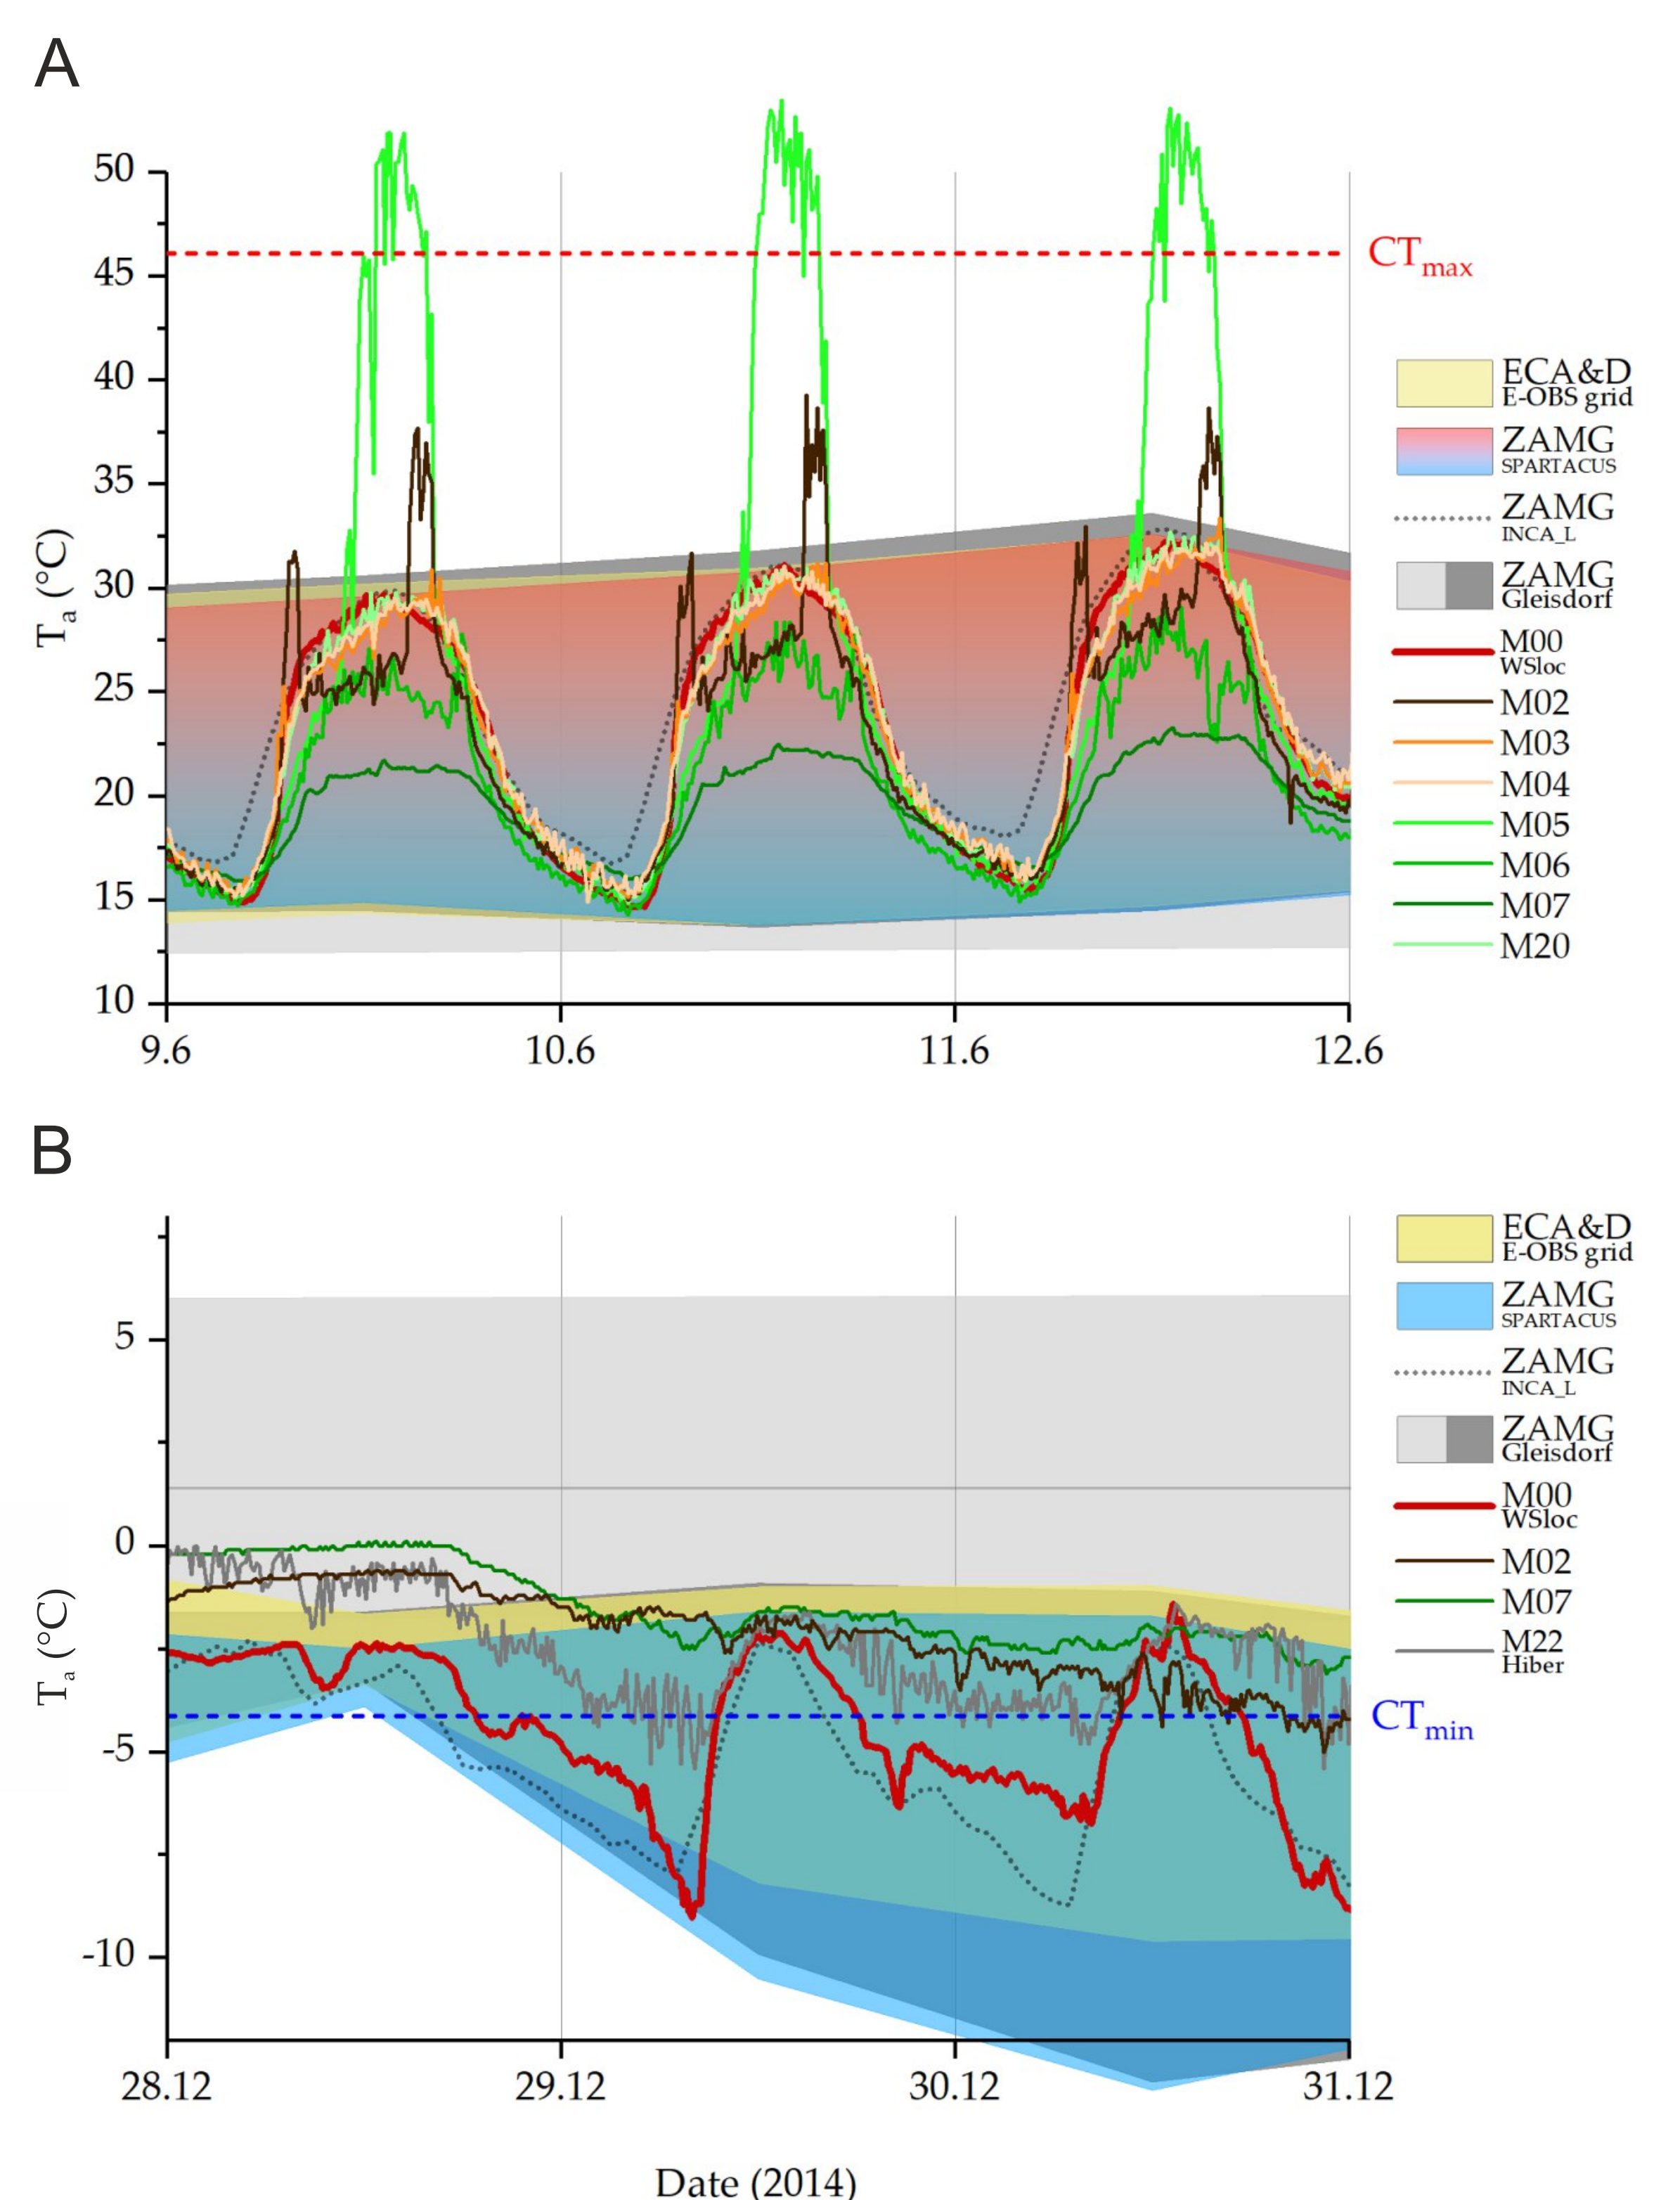 A
50
45
40
35
30
25
20
15
10
Ta (°C)
9.6
10.6
11.6
12.6
CTmax
ECA&D
E-OBS grid
ZAMG
SPARTACUS
ZAMG
INCA_L
ZAMG
Gleisdorf
M00
WSloc
M02
M03
M04
M05
M06
M07
M20
B
5
0
-5
-10
Ta (°C)
28.12
29.12
30.12
31.12
Date (2014)
ECA&D
E-OBS grid
ZAMG
SPARTACUS
ZAMG
INCA_L
ZAMG
Gleisdorf
M00
WSloc
M02
M07
M22
Hiber
CTmin